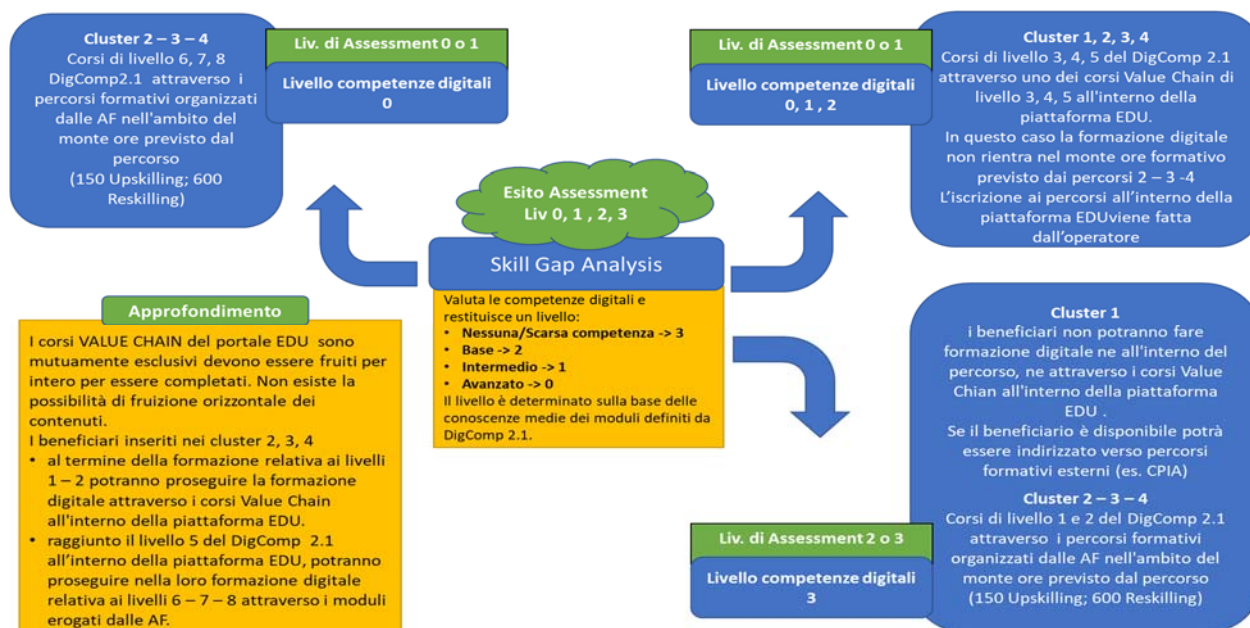 Cluster 2 – 3 – 4
Corsi di livello 6, 7, 8
DigComp2.1 attraverso i
percorsi formativi organizzati
dalle AF nell'ambito del
monte ore previsto dal
percorso
(150 Upskilling; 600
Reskilling)
Liv. di Assessment 0 o 1
Livello competenze digitali
0
Liv. di Assessment 0 o 1
Livello competenze digitali
0, 1 , 2
Cluster 1, 2, 3, 4
Corsi di livello 3, 4, 5 del DigComp 2.1
attraverso uno dei corsi Value Chain di
livello 3, 4, 5 all'interno della
piattaforma EDU.
In questo caso la formazione digitale
non rientra nel monte ore formativo
previsto dai percorsi 2 – 3 -4
L'iscrizione ai percorsi all'interno della
piattaforma EDUviene fatta
dall'operatore
Esito Assessment
Liv 0, 1 , 2, 3
Skill Gap Analysis
Valuta le competenze digitali e
restituisce un livello:
• Nessuna/Scarsa competenza -> 3
• Base -> 2
• Intermedio -> 1
• Avanzato -> 0
Il livello è determinato sulla base delle
conoscenze medie dei moduli definiti da
DigComp 2.1.
Approfondimento
I corsi VALUE CHAIN del portale EDU sono
mutuamente esclusivi devono essere fruiti per
intero per essere completati. Non esiste la
possibilità di fruizione orizzontale dei
contenuti.
I beneficiari inseriti nei cluster 2, 3, 4
• al termine della formazione relativa ai livelli
1 – 2 potranno proseguire la formazione
digitale attraverso i corsi Value Chain
all'interno della piattaforma EDU.
• raggiunto il livello 5 del DigComp 2.1
all'interno della piattaforma EDU, potranno
proseguire nella loro formazione digitale
relativa ai livelli 6 – 7 – 8 attraverso i moduli
erogati dalle AF.
Cluster 1
i beneficiari non potranno fare
formazione digitale ne all'interno del
percorso, ne attraverso i corsi Value
Chian all'interno della piattaforma
EDU .
Se il beneficiario è disponibile potrà
essere indirizzato verso percorsi
formativi esterni (es. CPIA)
Cluster 2 – 3 – 4
Corsi di livello 1 e 2 del DigComp 2.1
attraverso i percorsi formativi
organizzati dalle AF nell'ambito del
monte ore previsto dal percorso
(150 Upskilling; 600 Reskilling)
Liv. di Assessment 2 o 3
Livello competenze digitali
3